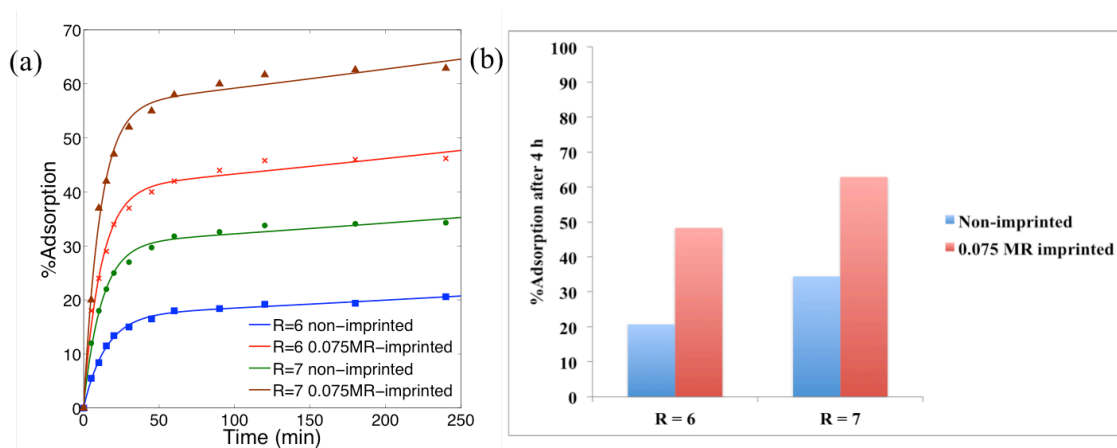 (a)
%Adsorption
70
60
50
40
30
20
10
0
0 50 100 150 200 250
Time (min)
R=6 non-imprinted
R=6 0.075MR-imprinted
R=7 non-imprinted
R=7 0.075MR-imprinted
(b)
%Adsorption after 4 h
100
90
80
70
60
50
40
30
20
10
0
R = 6 R = 7
Non-imprinted
0.075 MR imprinted